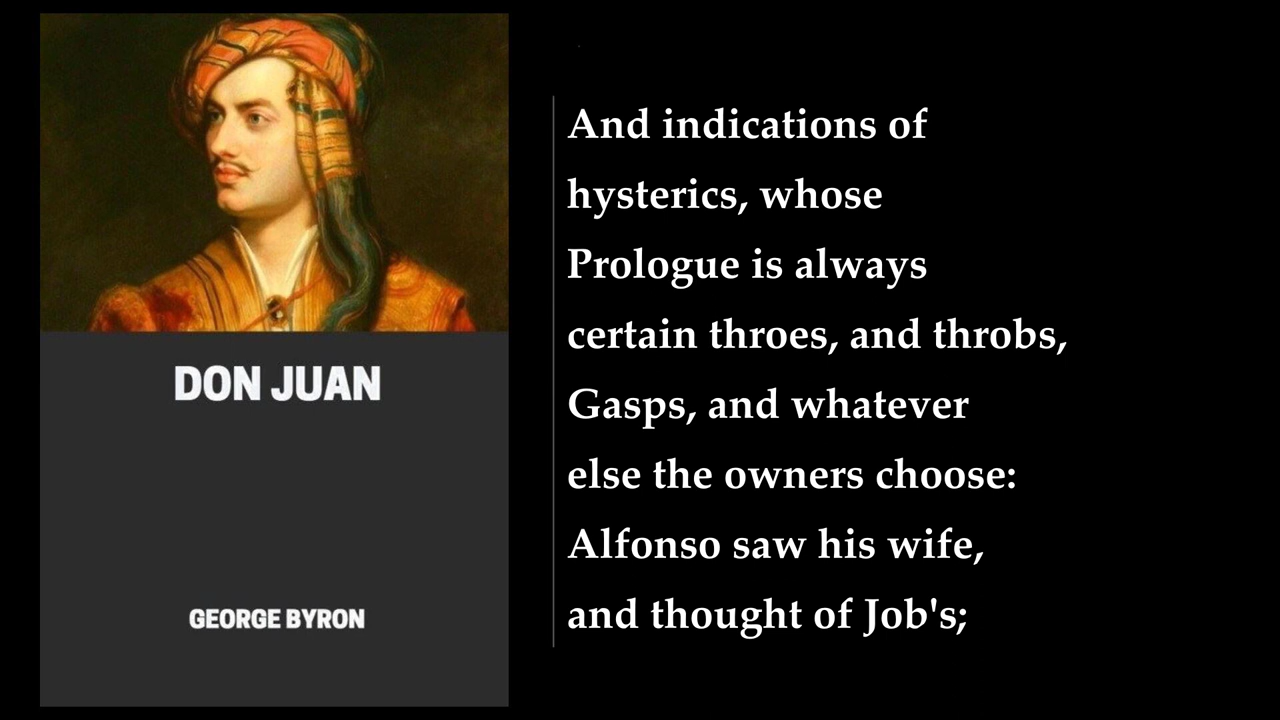 DON JUAN
GEORGE BYRON
And indications of
hysterics, whose
Prologue is always
certain throes, and throbs,
Gasps, and whatever
else the owners choose:
Alfonso saw his wife,
and thought of Job's;